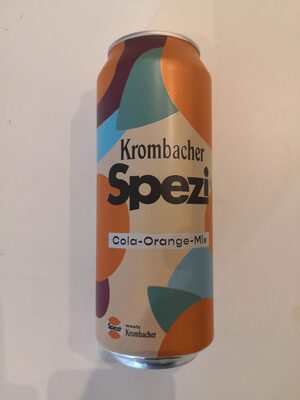 Krombacher
Spezi
Cola-Orange-Mix
Spezi
meets
Krombacher